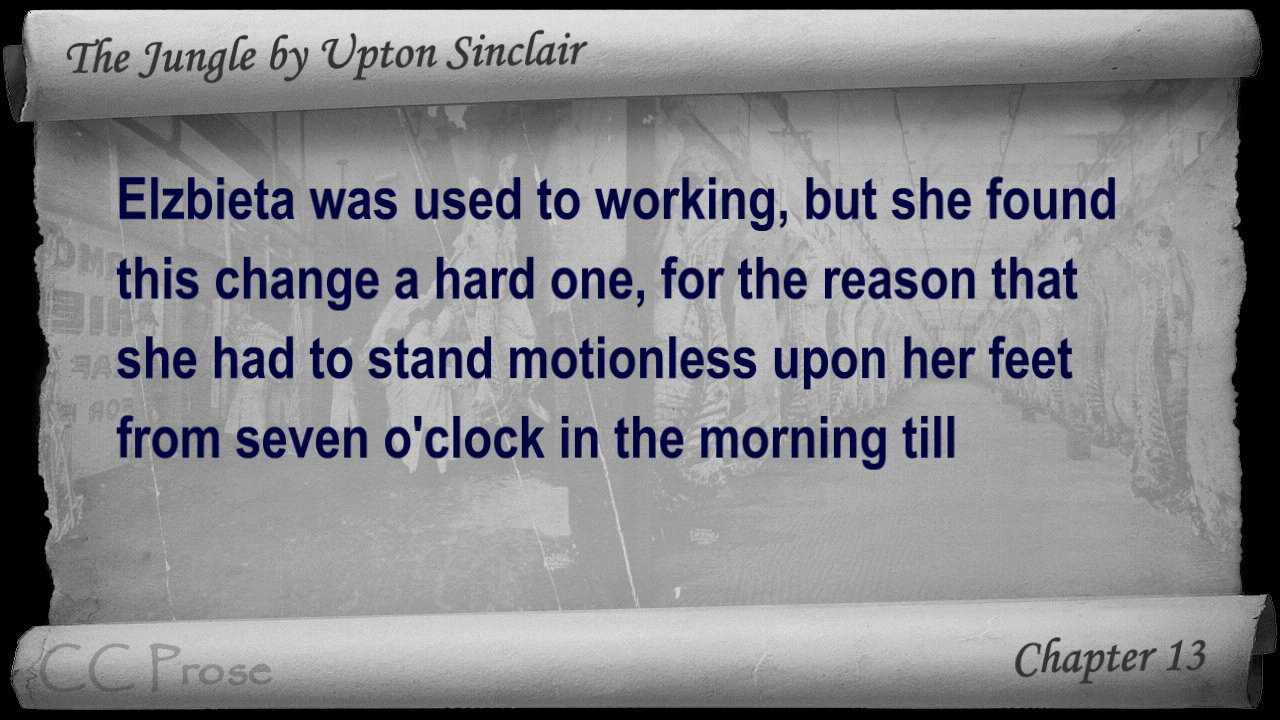 The Jungle by Upton Sinclair
Elzbieta was used to working, but she found
this change a hard one, for the reason that
she had to stand motionless upon her feet
from seven o'clock in the morning till
CC Prose
Chapter 13